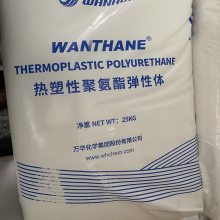 WANTHANE®
THERMOPLASTIC POLYURETHANE
热塑性聚氨酯弹性体
净重 NET WT: 25KG
万华化学集团股份有限公司
www.whchem.com